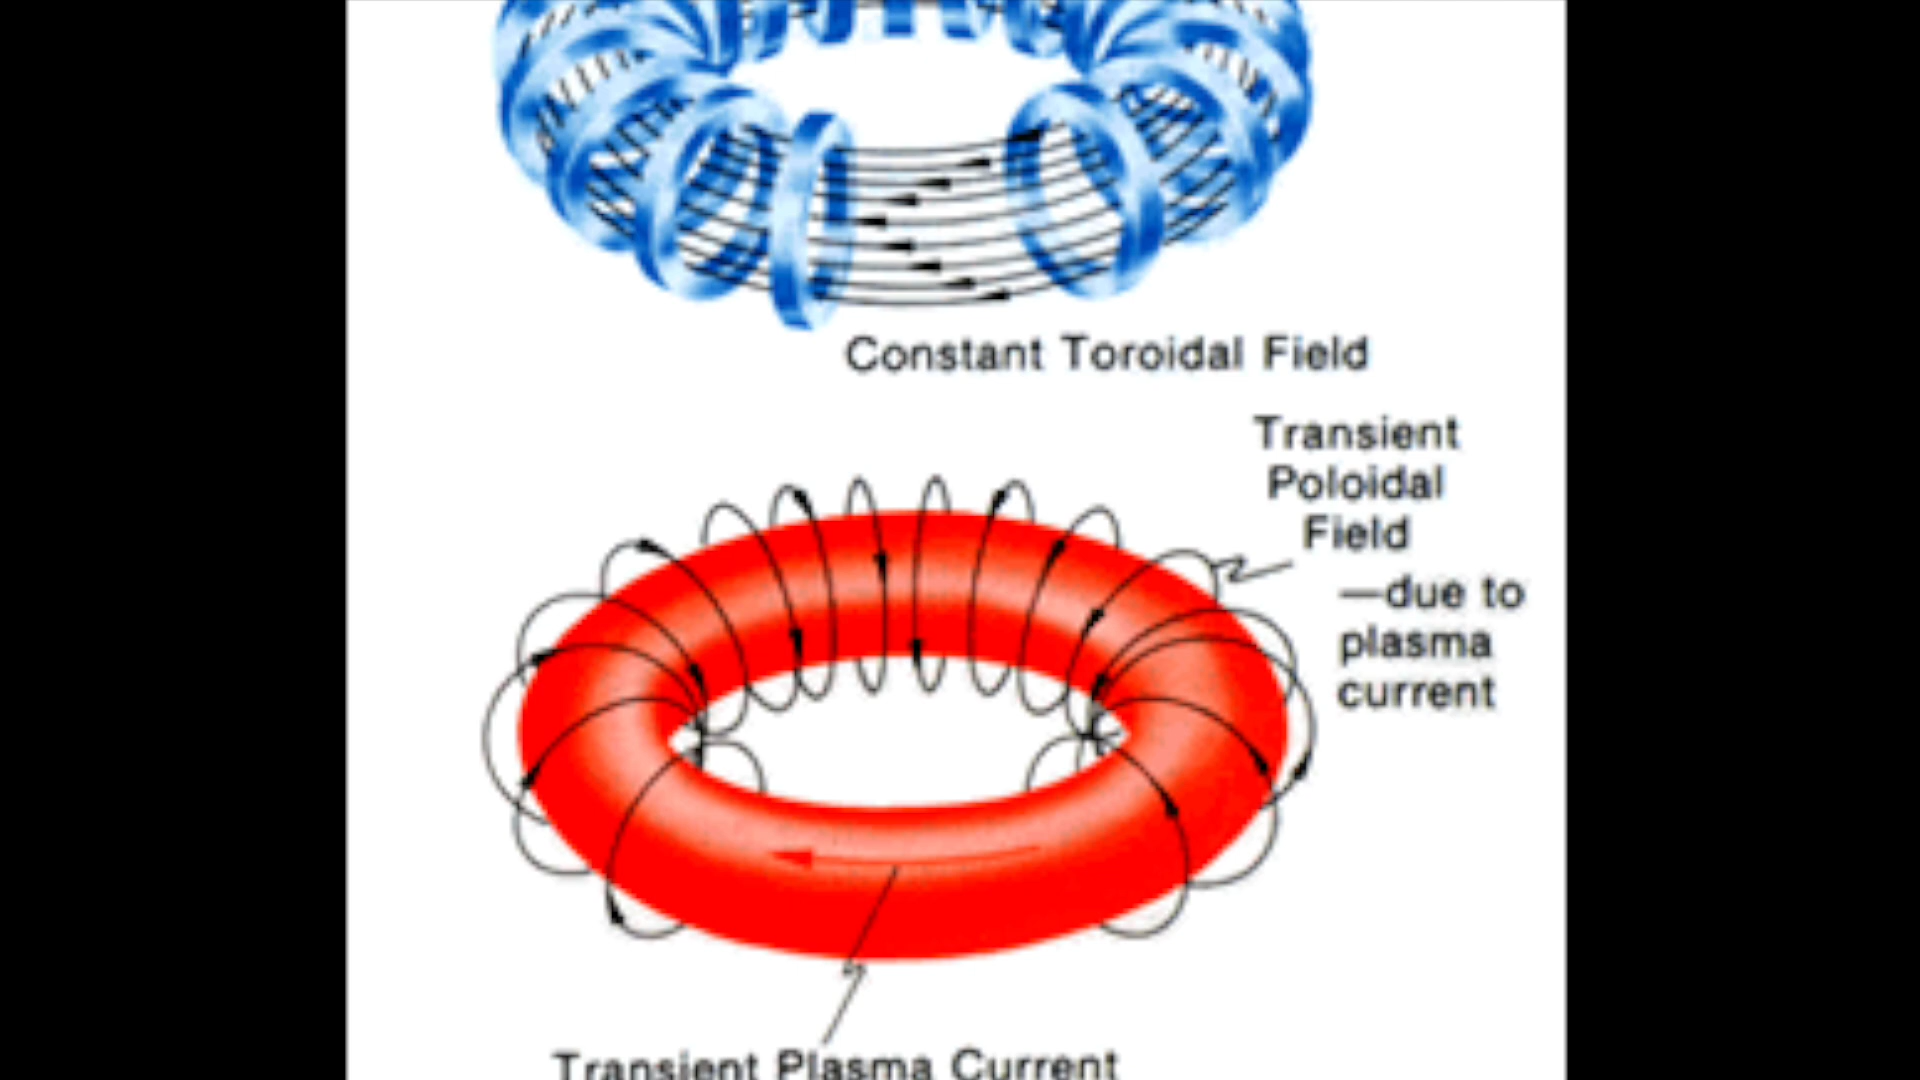 Constant Toroidal Field
Transient
Poloidal
Field
—due to
plasma
current
Transient Plasma Current